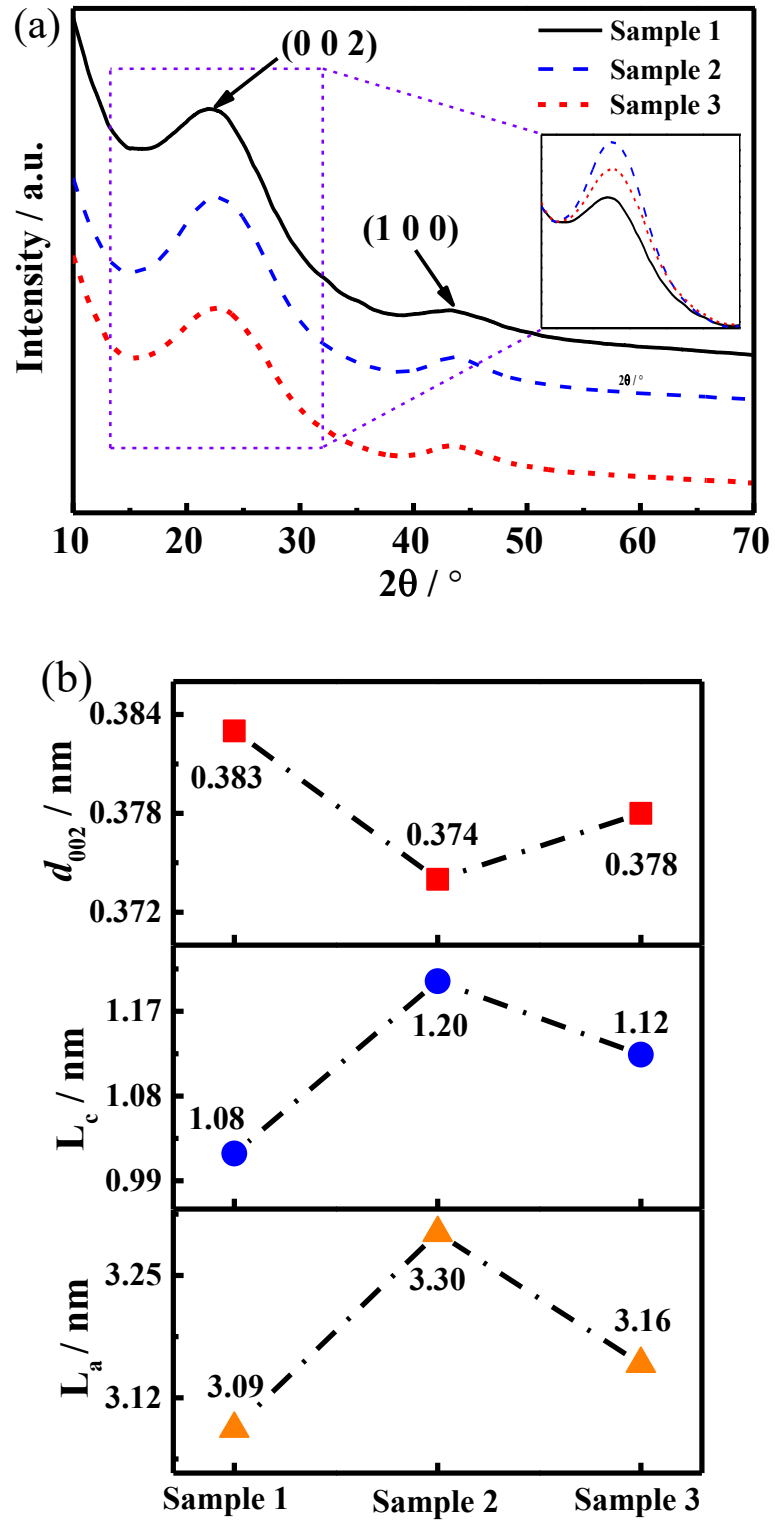 (a)
(0 0 2)
Sample 1
Sample 2
Sample 3
(1 0 0)
Intensity / a.u.
2θ / °
10 20 30 40 50 60 70
2θ / °
(b)
0.384
0.378
0.372
d002 / nm
0.383
0.374
0.378
1.17
1.08
0.99
Lc / nm
1.08
1.20
1.12
3.25
3.12
La / nm
3.09
3.30
3.16
Sample 1 Sample 2 Sample 3